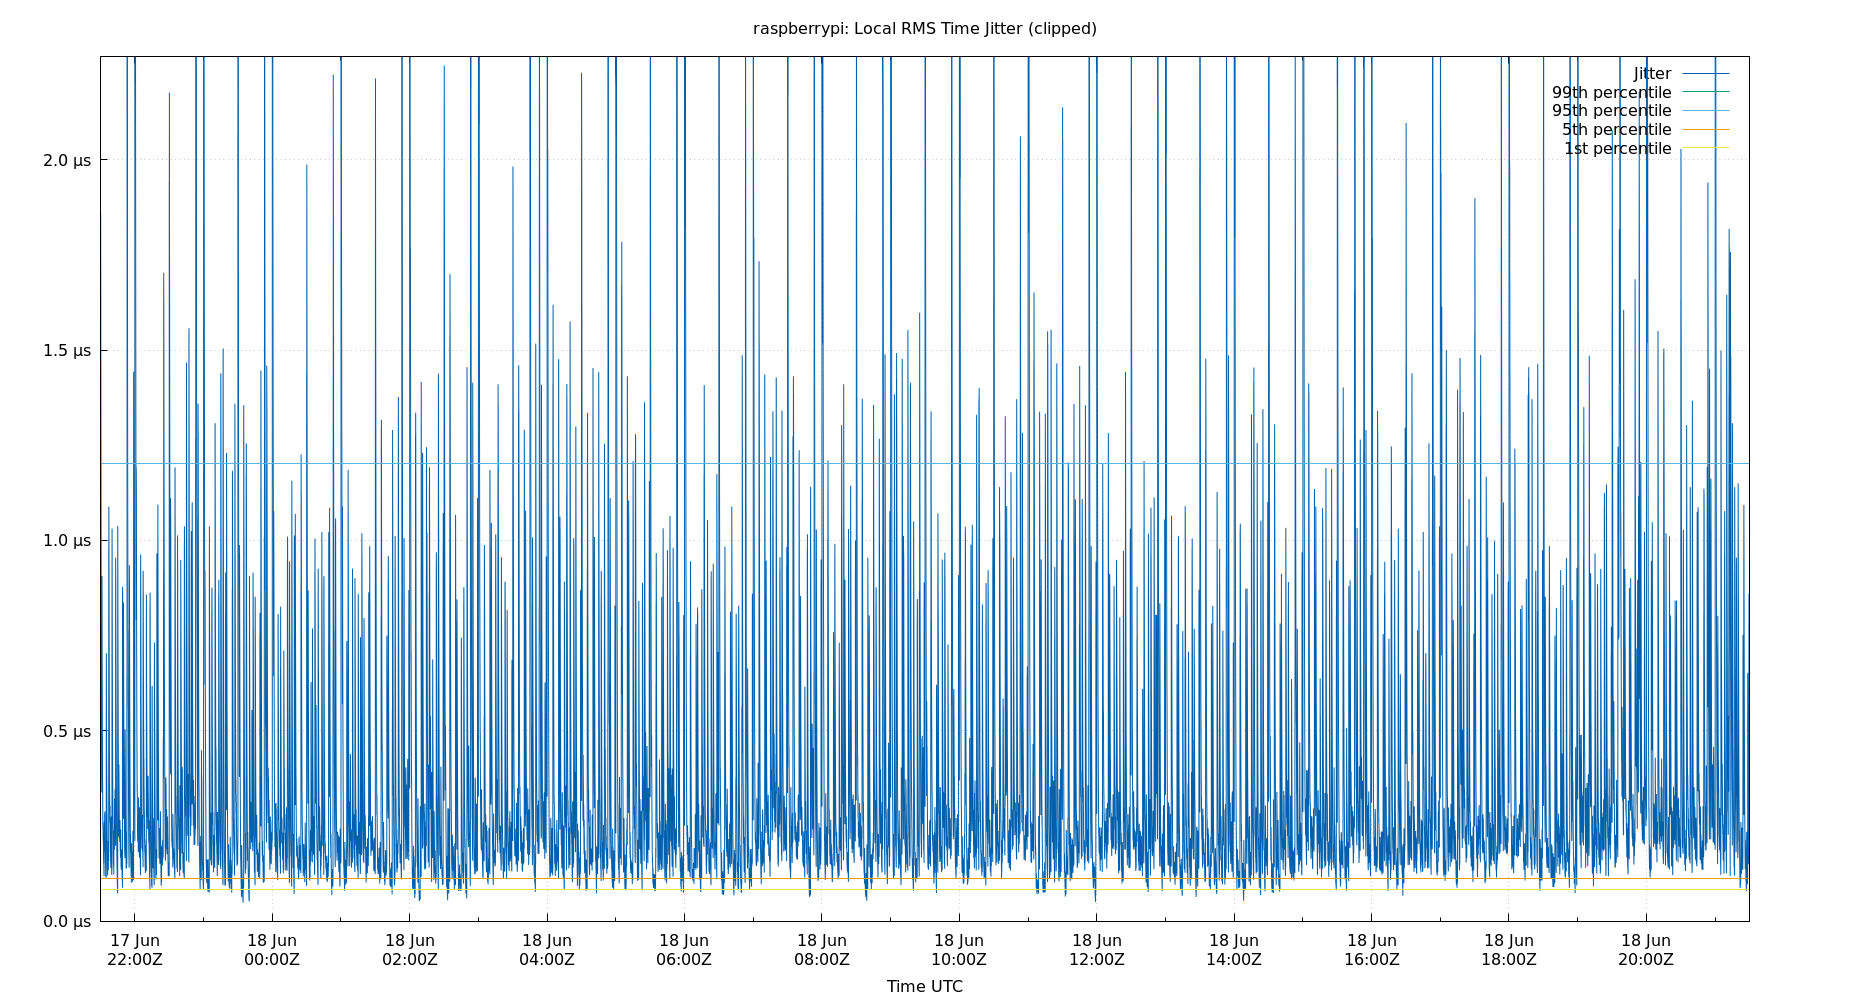 raspberrypi: Local RMS Time Jitter (clipped)
Jitter
99th percentile
95th percentile
5th percentile
1st percentile
2.0 µs
1.5 µs
1.0 µs
0.5 µs
0.0 µs
17 Jun 18 Jun 18 Jun 18 Jun 18 Jun 18 Jun 18 Jun 18 Jun 18 Jun 18 Jun 18 Jun 18 Jun
22:00Z 00:00Z 02:00Z 04:00Z 06:00Z 08:00Z 10:00Z 12:00Z 14:00Z 16:00Z 18:00Z 20:00Z
Time UTC